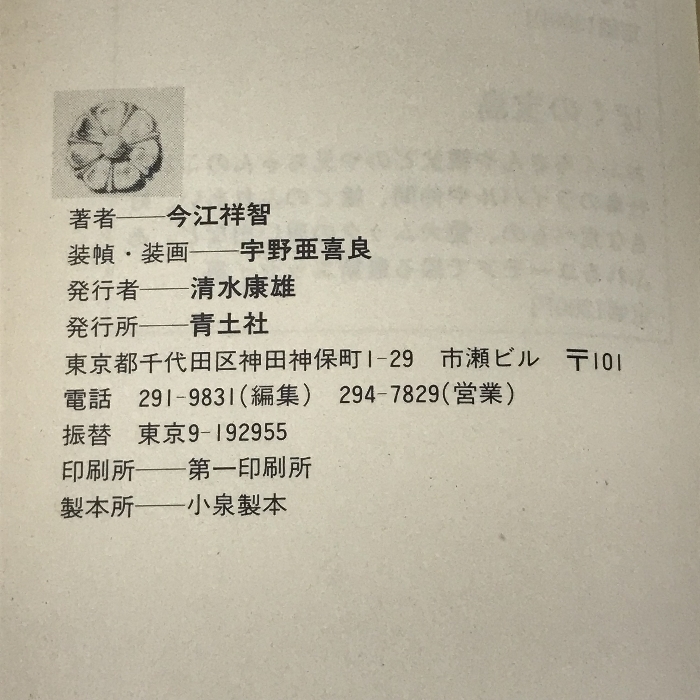 著者——今江祥智
装幀・装画——宇野亜喜良
発行者——清水康雄
発行所——青土社
東京都千代田区神田神保町1-29　市瀬ビル　〒101
電話　291-9831(編集)　294-7829(営業)
振替　東京9-192955
印刷所——第一印刷所
製本所——小泉製本